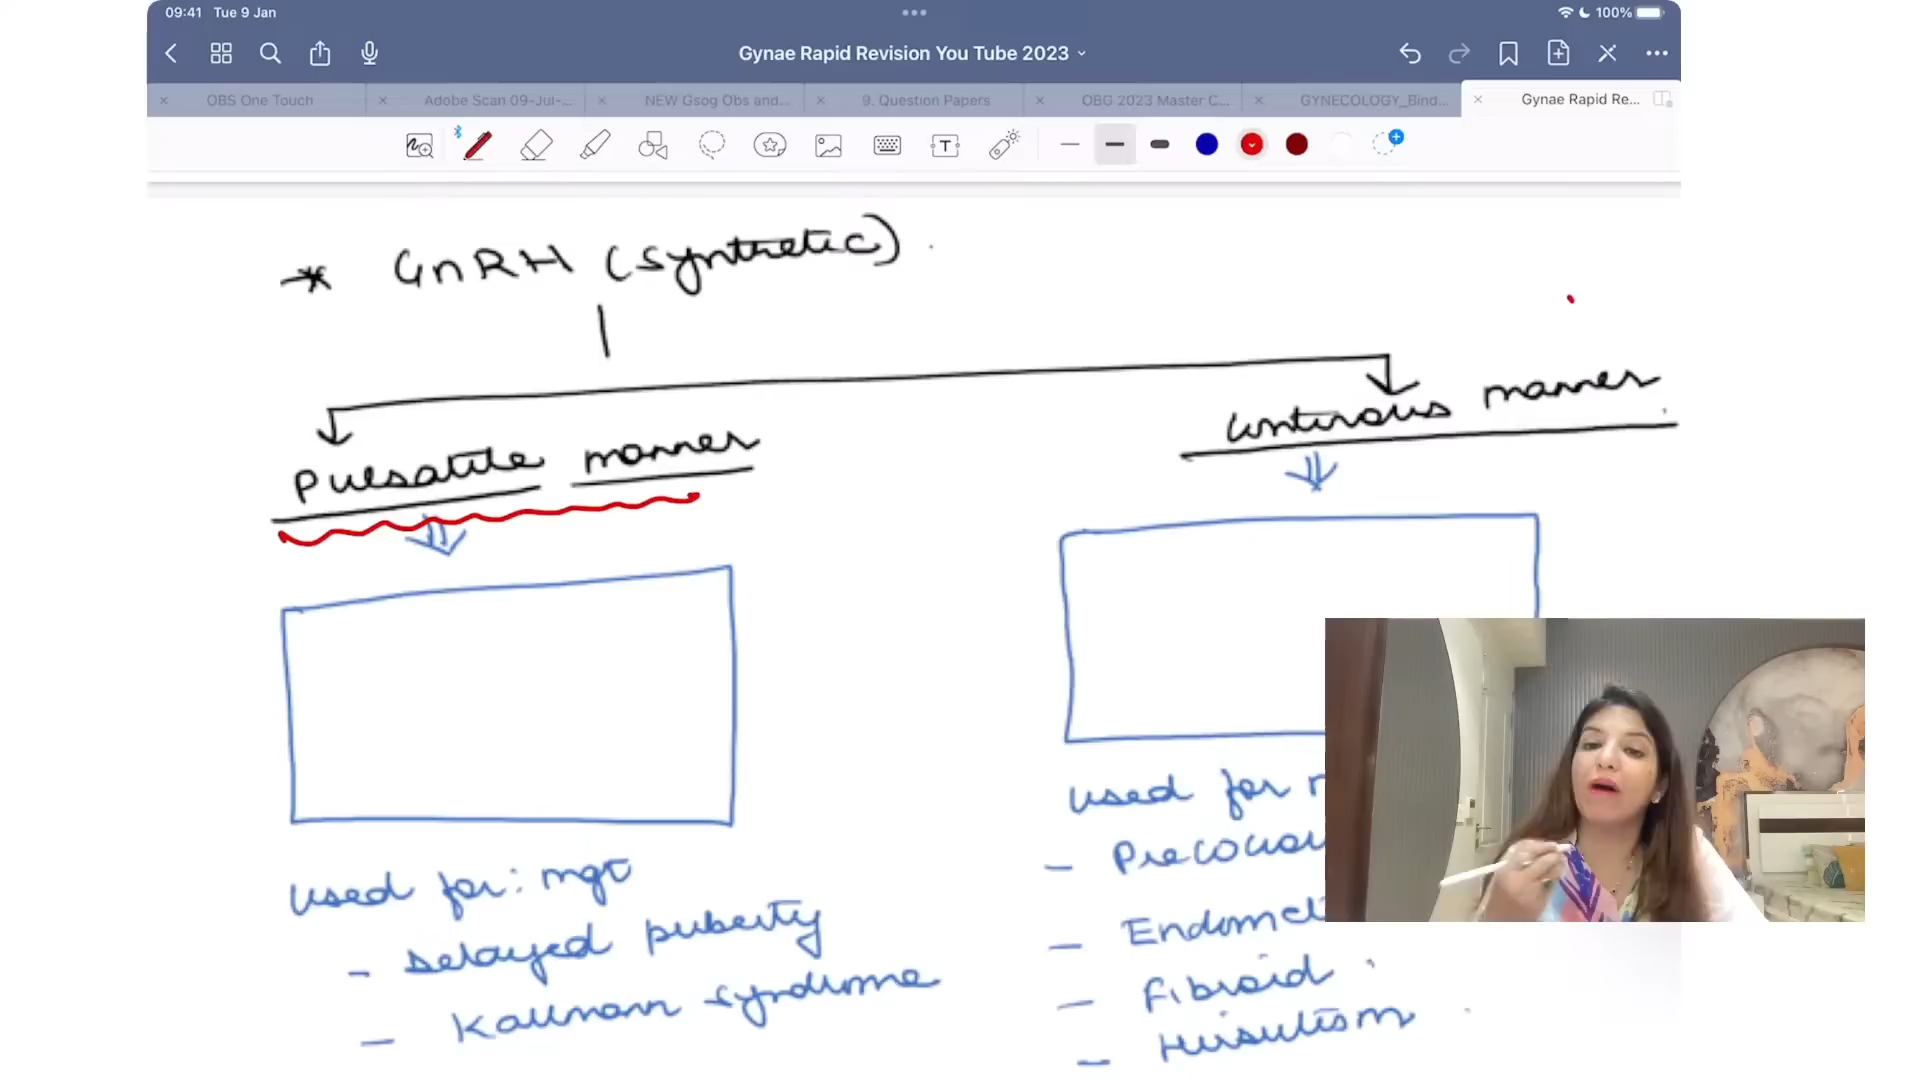 09:41 Tue 9 Jan
100%
Gynae Rapid Revision You Tube 2023
OBS One Touch
Adobe Scan 09-Jul-...
NEW Gsog Obs and...
9. Question Papers
OBG 2023 Master C...
GYNECOLOGY_Bind...
Gynae Rapid Re...
* GnRH (synthetic)
Pulsatile manner
continous manner
used for: mgt
- Delayed puberty
- Kallmann syndrome
used for
- Precociou
- Endomet
- Fibroid
- Hirsutism